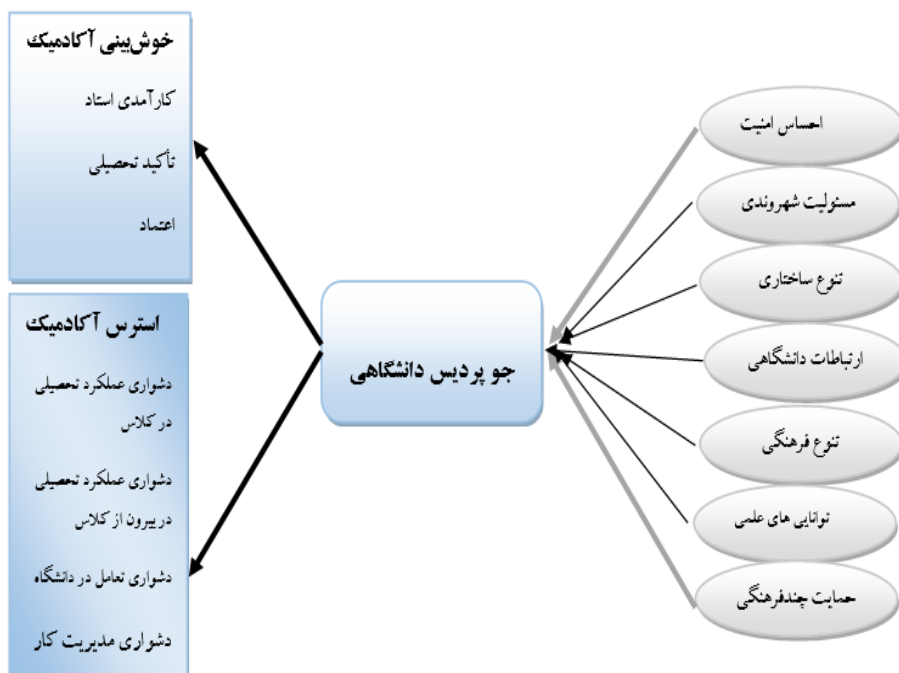 خوش‌بینی آکادمیک
کارآمدی استاد
تأکید تحصیلی
اعتماد
استرس آکادمیک
دشواری عملکرد تحصیلی
در کلاس
دشواری عملکرد تحصیلی
در بیرون از کلاس
دشواری تعامل در دانشگاه
دشواری مدیریت کار
جو پردیس دانشگاهی
احساس امنیت
مسئولیت شهروندی
تنوع ساختاری
ارتباطات دانشگاهی
تنوع فرهنگی
توانایی های علمی
حمایت چندفرهنگی